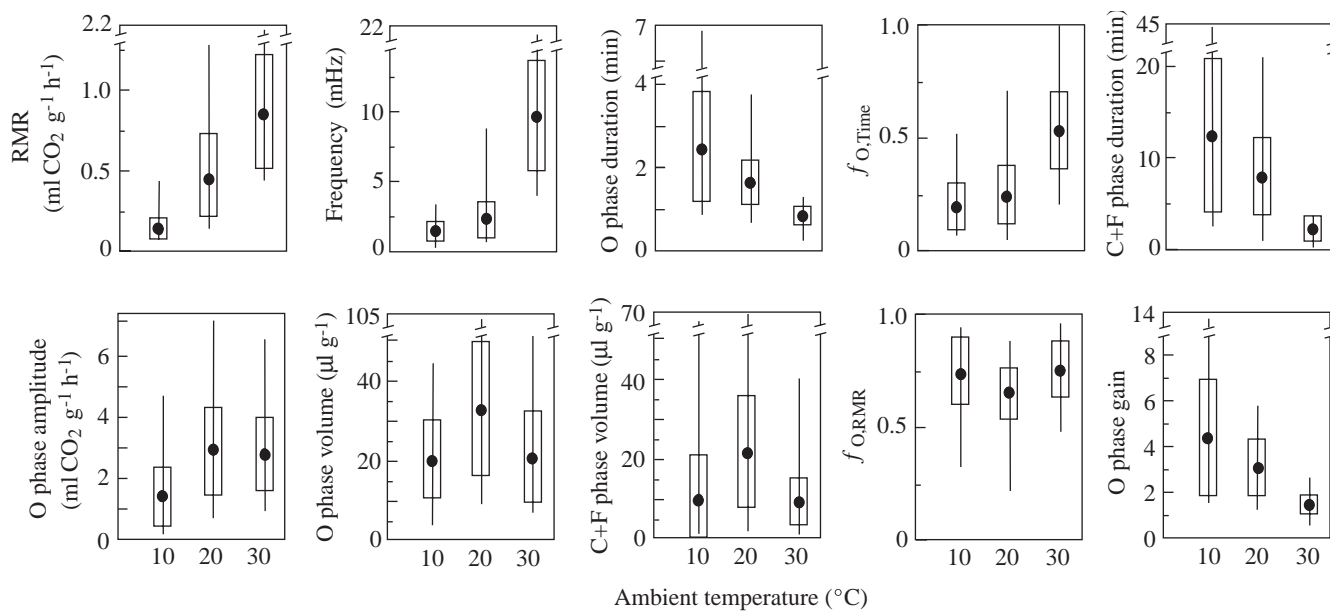 RMR
(ml CO₂ g⁻¹ h⁻¹)
2.2
1.0
0.5
0
Frequency (mHz)
22
10
5
0
O phase duration (min)
7
4
2
1
0
f O,Time
1.0
0.5
0
C+F phase duration (min)
45
20
10
0
O phase amplitude
(ml CO₂ g⁻¹ h⁻¹)
6
4
2
0
10 20 30
O phase volume (µl g⁻¹)
105
40
20
0
10 20 30
C+F phase volume (µl g⁻¹)
70
40
20
0
10 20 30
f O,RMR
1.0
0.5
0
10 20 30
O phase gain
14
8
6
4
2
0
10 20 30
Ambient temperature (°C)